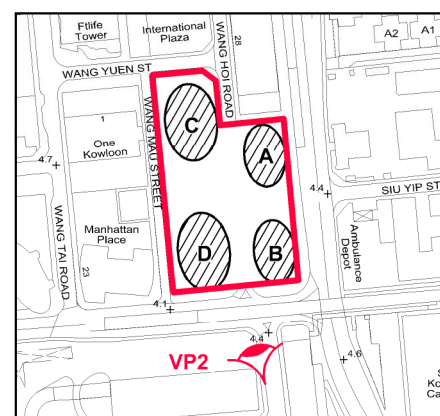 Ftlife
Tower
International
Plaza
28
WANG HOI ROAD
A2
A1
WANG YUEN ST
C
1
One
Kowloon
WANG MAU STREET
A
4.7
4.4
SIU YIP ST
WANG TAI ROAD
Manhattan
Place
23
D
B
Ambulance
Depot
4.1
4.4
VP2
4.6
Ko
Ca